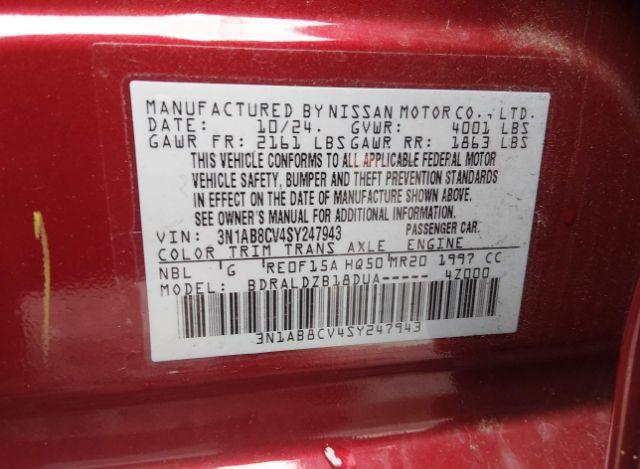 MANUFACTURED BY NISSAN MOTOR CO., LTD.
DATE: 10/24. GVWR: 4001 LBS
GAWR FR: 2161 LBS GAWR RR: 1863 LBS
THIS VEHICLE CONFORMS TO ALL APPLICABLE FEDERAL MOTOR
VEHICLE SAFETY, BUMPER AND THEFT PREVENTION STANDARDS
IN EFFECT ON THE DATE OF MANUFACTURE SHOWN ABOVE.
SEE OWNER'S MANUAL FOR ADDITIONAL INFORMATION.
VIN: 3N1AB8CV4SY247943 PASSENGER CAR.
COLOR TRIM TRANS AXLE ENGINE
NBL G RE0F15A HQ50 MR20 1997 CC
MODEL: BDRALDZB18DUA----- 4Z000
3N1AB8CV4SY247943